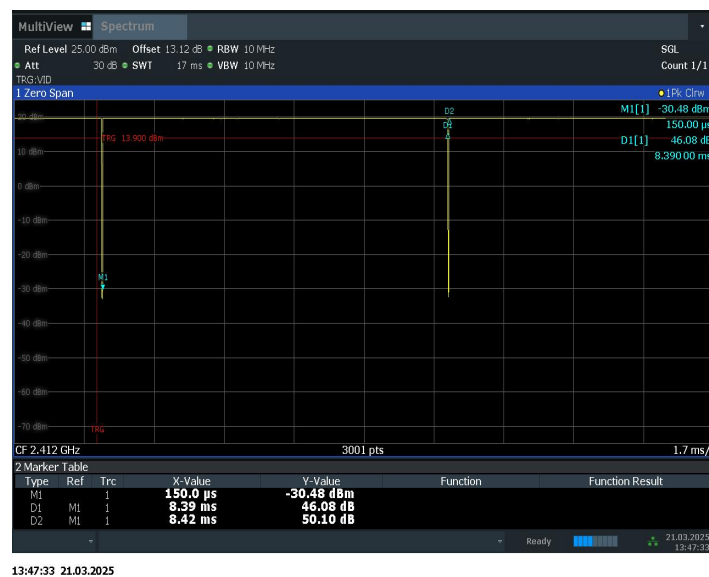 MultiView Spectrum
Ref Level 25.00 dBm Offset 13.12 dB RBW 10 MHz SGL
Att 30 dB SWT 17 ms VBW 10 MHz Count 1/1
TRG:VID
1 Zero Span 1Pk Clrw
M1[1] -30.48 dBm
150.00 µs
D1[1] 46.08 dB
8.39000 ms
D2
D1
20 dBm
TRG 13.900 dBm
10 dBm
0 dBm
-10 dBm
-20 dBm
M1
-30 dBm
-40 dBm
-50 dBm
-60 dBm
-70 dBm
TRG
CF 2.412 GHz 3001 pts 1.7 ms/
2 Marker Table
Type Ref Trc X-Value Y-Value Function Function Result
M1 1 150.0 µs -30.48 dBm
D1 M1 1 8.39 ms 46.08 dB
D2 M1 1 8.42 ms 50.10 dB
Ready 21.03.2025
13:47:33
13:47:33 21.03.2025